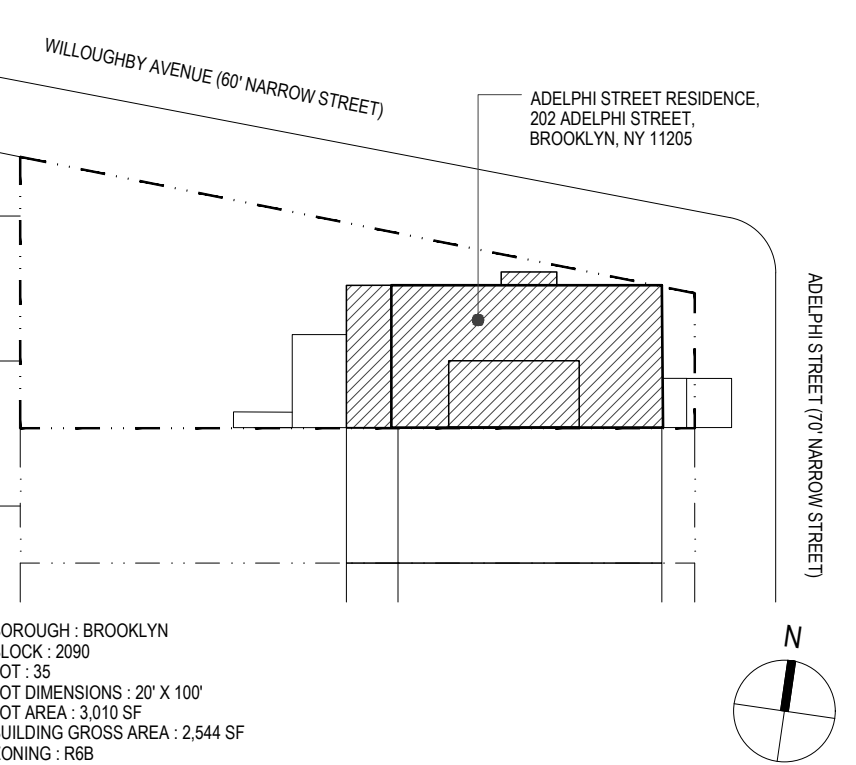 WILLOUGHBY AVENUE (60' NARROW STREET)
ADELPHI STREET RESIDENCE,
202 ADELPHI STREET,
BROOKLYN, NY 11205
ADELPHI STREET (70' NARROW STREET)
OROUGH : BROOKLYN
LOCK : 2090
OT : 35
OT DIMENSIONS : 20' X 100'
OT AREA : 3,010 SF
UILDING GROSS AREA : 2,544 SF
ONING : R6B
N